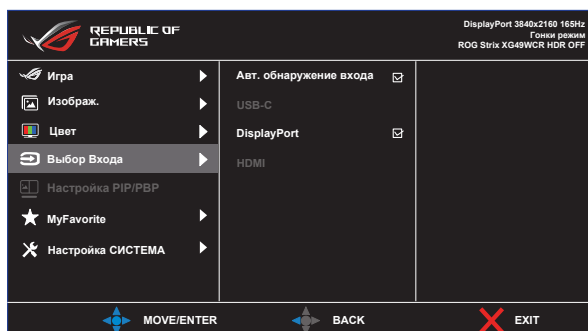 REPUBLIC OF
GAMERS
DisplayPort 3840x2160 165Hz
Гонки режим
ROG Strix XG49WCR HDR OFF
Игра
Изображ.
Цвет
Выбор Входа
Настройка PIP/PBP
MyFavorite
Настройка СИСТЕМА
Авт. обнаружение входа
USB-C
DisplayPort
HDMI
MOVE/ENTER
BACK
EXIT